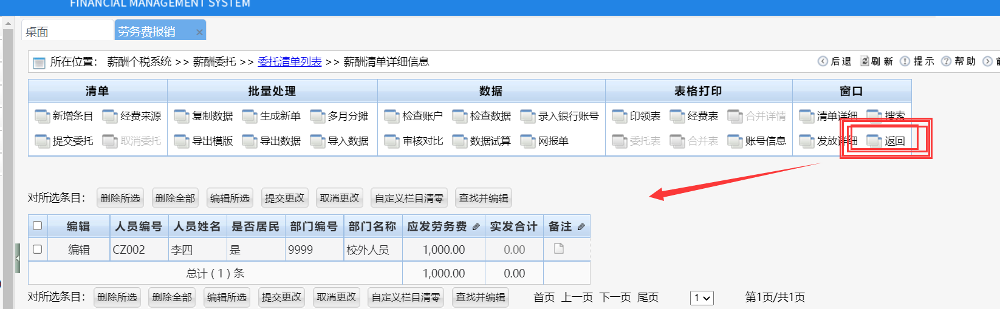 FINANCIAL MANAGEMENT SYSTEM
桌面 劳务费报销 ×
所在位置： 薪酬个税系统 >> 薪酬委托 >> 委托清单列表 >> 薪酬清单详细信息 后退 刷新 提示 帮助
清单 批量处理 数据 表格打印 窗口
新增条目 经费来源 复制数据 生成新单 多月分摊 检查账户 检查数据 录入银行账号 印领表 经费表 合并详情 清单详细 搜索
提交委托 取消委托 导出模版 导出数据 导入数据 审核对比 数据试算 网报单 委托表 合并表 账号信息 发放详细 返回
对所选条目： 删除所选 删除全部 编辑所选 提交更改 取消更改 自定义栏目清零 查找并编辑
编辑 人员编号 人员姓名 是否居民 部门编号 部门名称 应发劳务费 实发合计 备注
编辑 CZ002 李四 是 9999 校外人员 1,000.00 0.00
总计 ( 1 ) 条 1,000.00 0.00
对所选条目： 删除所选 删除全部 编辑所选 提交更改 取消更改 自定义栏目清零 查找并编辑 首页 上一页 下一页 尾页 1 第1页/共1页